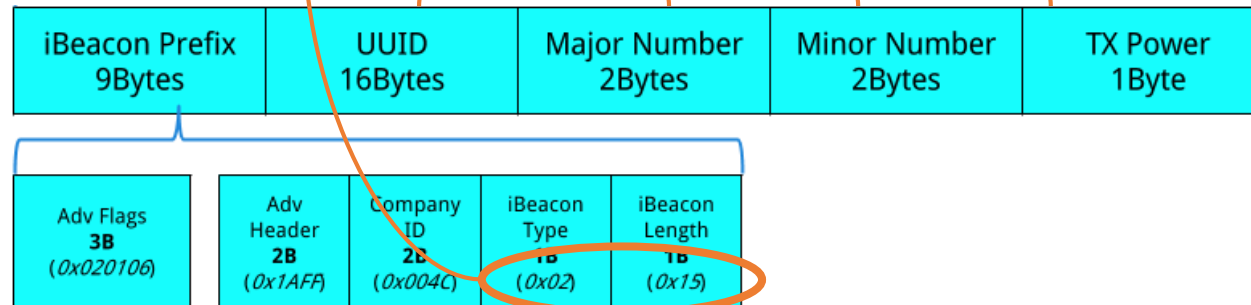 iBeacon Prefix
9Bytes
UUID
16Bytes
Major Number
2Bytes
Minor Number
2Bytes
TX Power
1Byte
Adv Flags
3B
(0x020106)
Adv
Header
2B
(0x1AFF)
Company
ID
2B
(0x004C)
iBeacon
Type
1B
(0x02)
iBeacon
Length
1B
(0x15)